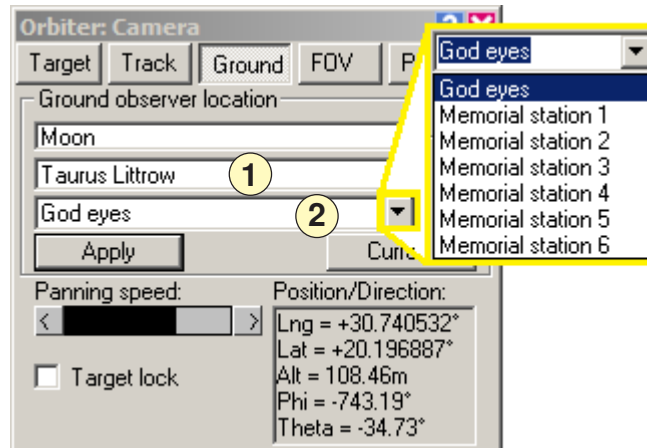 Orbiter: Camera
Target Track Ground FOV
Ground observer location
Moon
Taurus Littrow 1
God eyes 2
Apply
Panning speed:
Target lock
Position/Direction:
Lng = +30.740532°
Lat = +20.196887°
Alt = 108.46m
Phi = -743.19°
Theta = -34.73°
God eyes
God eyes
Memorial station 1
Memorial station 2
Memorial station 3
Memorial station 4
Memorial station 5
Memorial station 6